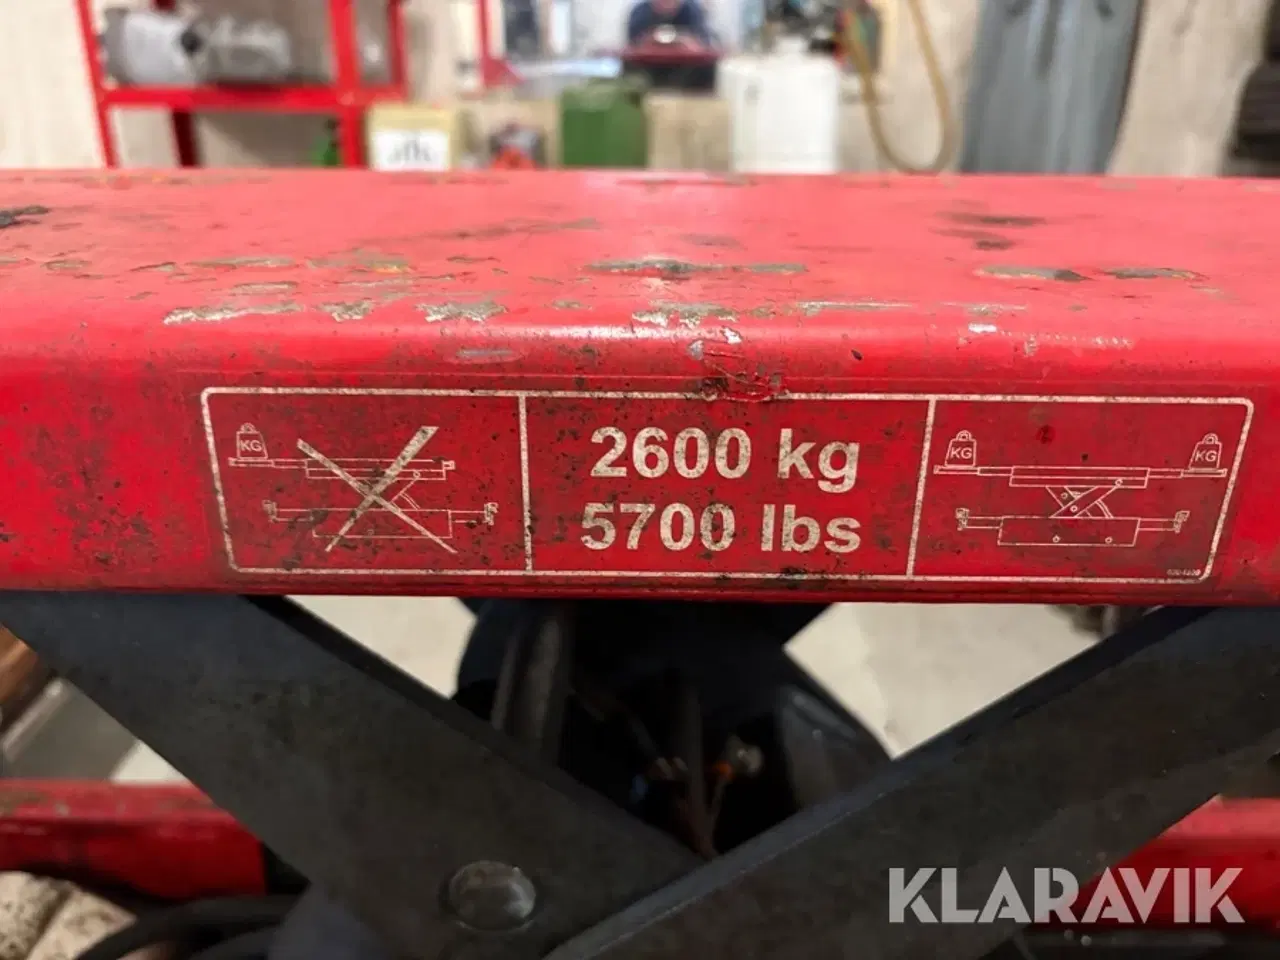 KG
2600 kg
5700 lbs
KG
KG
KLARAVIK